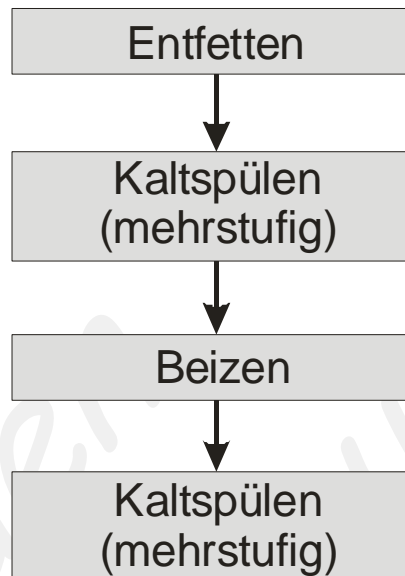 Entfetten
Kaltspülen
(mehrstufig)
Beizen
Kaltspülen
(mehrstufig)